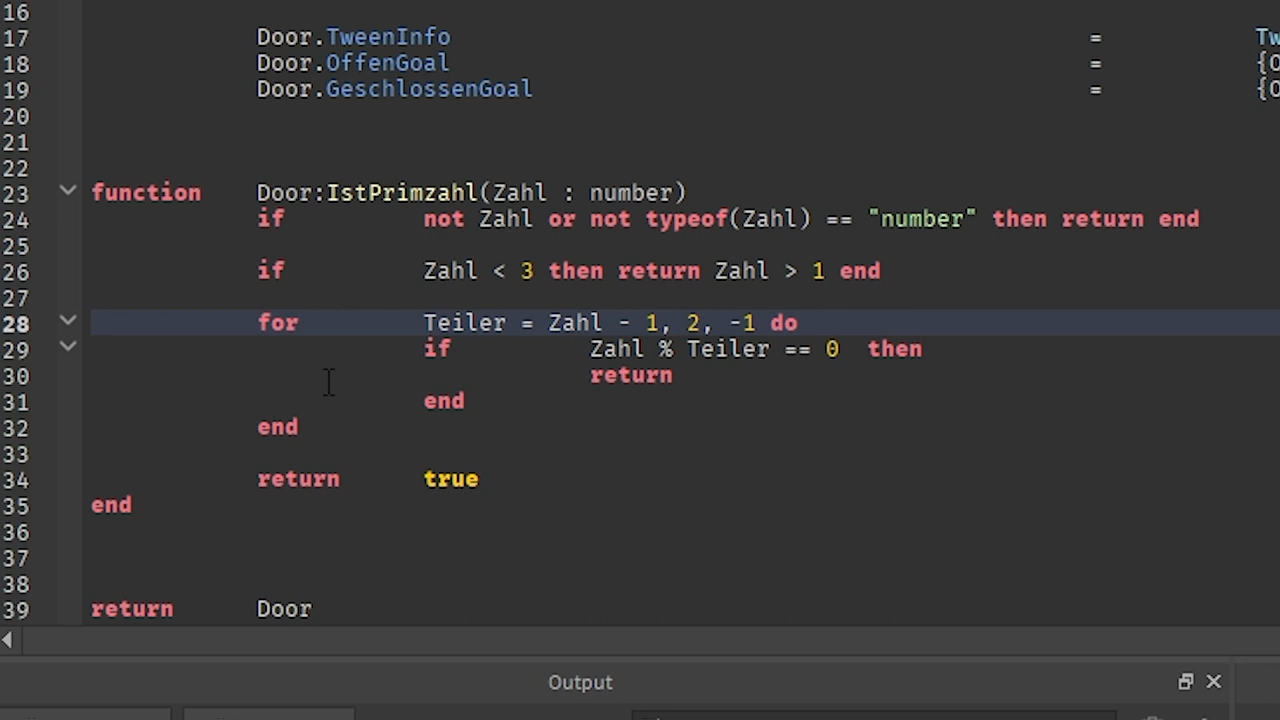 16
17 Door.TweenInfo = Tw
18 Door.OffenGoal = {O
19 Door.GeschlossenGoal = {O
20
21
22
23 function Door:IstPrimzahl(Zahl : number)
24 if not Zahl or not typeof(Zahl) == "number" then return end
25
26 if Zahl < 3 then return Zahl > 1 end
27
28 for Teiler = Zahl - 1, 2, -1 do
29 if Zahl % Teiler == 0 then
30 return
31 end
32 end
33
34 return true
35 end
36
37
38
39 return Door
Output